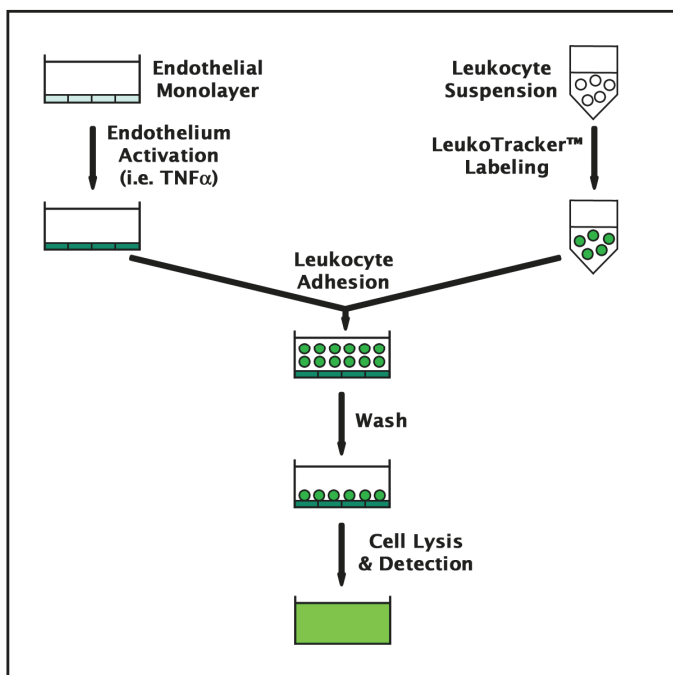 Endothelial
Monolayer
Leukocyte
Suspension
Endothelium
Activation
(i.e. TNFα)
LeukoTracker™
Labeling
Leukocyte
Adhesion
Wash
Cell Lysis
& Detection